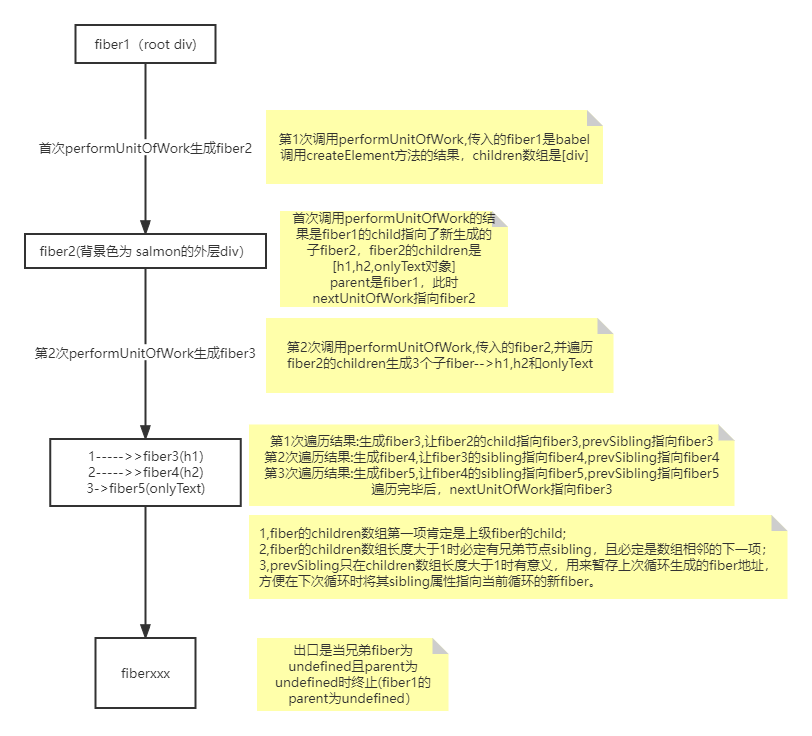 fiber1（root div)
首次performUnitOfWork生成fiber2
第1次调用performUnitOfWork,传入的fiber1是babel
调用createElement方法的结果，children数组是[div]
fiber2(背景色为 salmon的外层div）
首次调用performUnitOfWork的结
果是fiber1的child指向了新生成的
子fiber2，fiber2的children是
[h1,h2,onlyText对象]
parent是fiber1，此时
nextUnitOfWork指向fiber2
第2次performUnitOfWork生成fiber3
第2次调用performUnitOfWork,传入的fiber2,并遍历
fiber2的children生成3个子fiber-->h1,h2和onlyText
1----->>fiber3(h1)
2----->>fiber4(h2)
3->fiber5(onlyText)
第1次遍历结果:生成fiber3,让fiber2的child指向fiber3,prevSibling指向fiber3
第2次遍历结果:生成fiber4,让fiber3的sibling指向fiber4,prevSibling指向fiber4
第3次遍历结果:生成fiber5,让fiber4的sibling指向fiber5,prevSibling指向fiber5
遍历完毕后，nextUnitOfWork指向fiber3
1,fiber的children数组第一项肯定是上级fiber的child;
2,fiber的children数组长度大于1时必定有兄弟节点sibling，且必定是数组相邻的下一项；
3,prevSibling只在children数组长度大于1时有意义，用来暂存上次循环生成的fiber地址，
方便在下次循环时将其sibling属性指向当前循环的新fiber。
fiberxxx
出口是当兄弟fiber为
undefined且parent为
undefined时终止(fiber1的
parent为undefined）